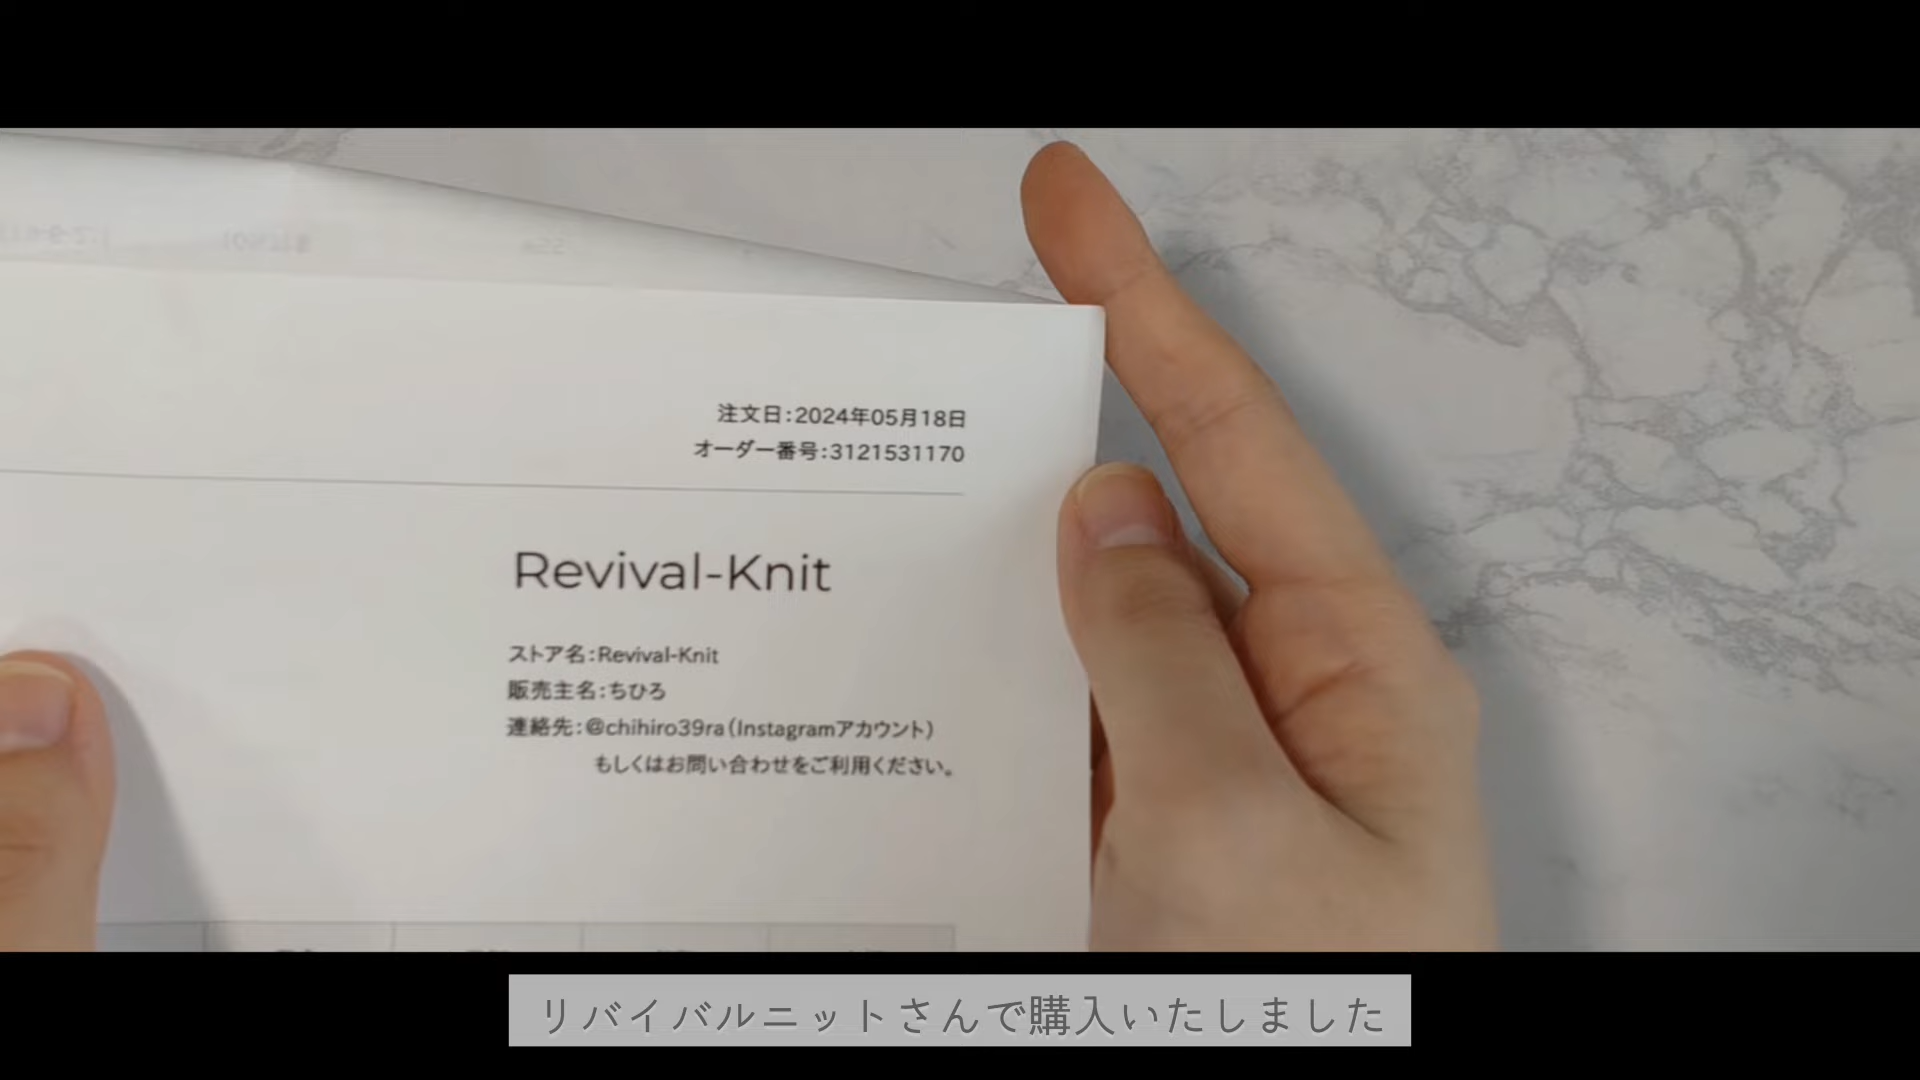 注文日:2024年05月18日
オーダー番号:3121531170
Revival-Knit
ストア名:Revival-Knit
販売主名:ちひろ
連絡先:@chihiro39ra(Instagramアカウント)
もしくはお問い合わせをご利用ください。
リバイバルニットさんで購入いたしました